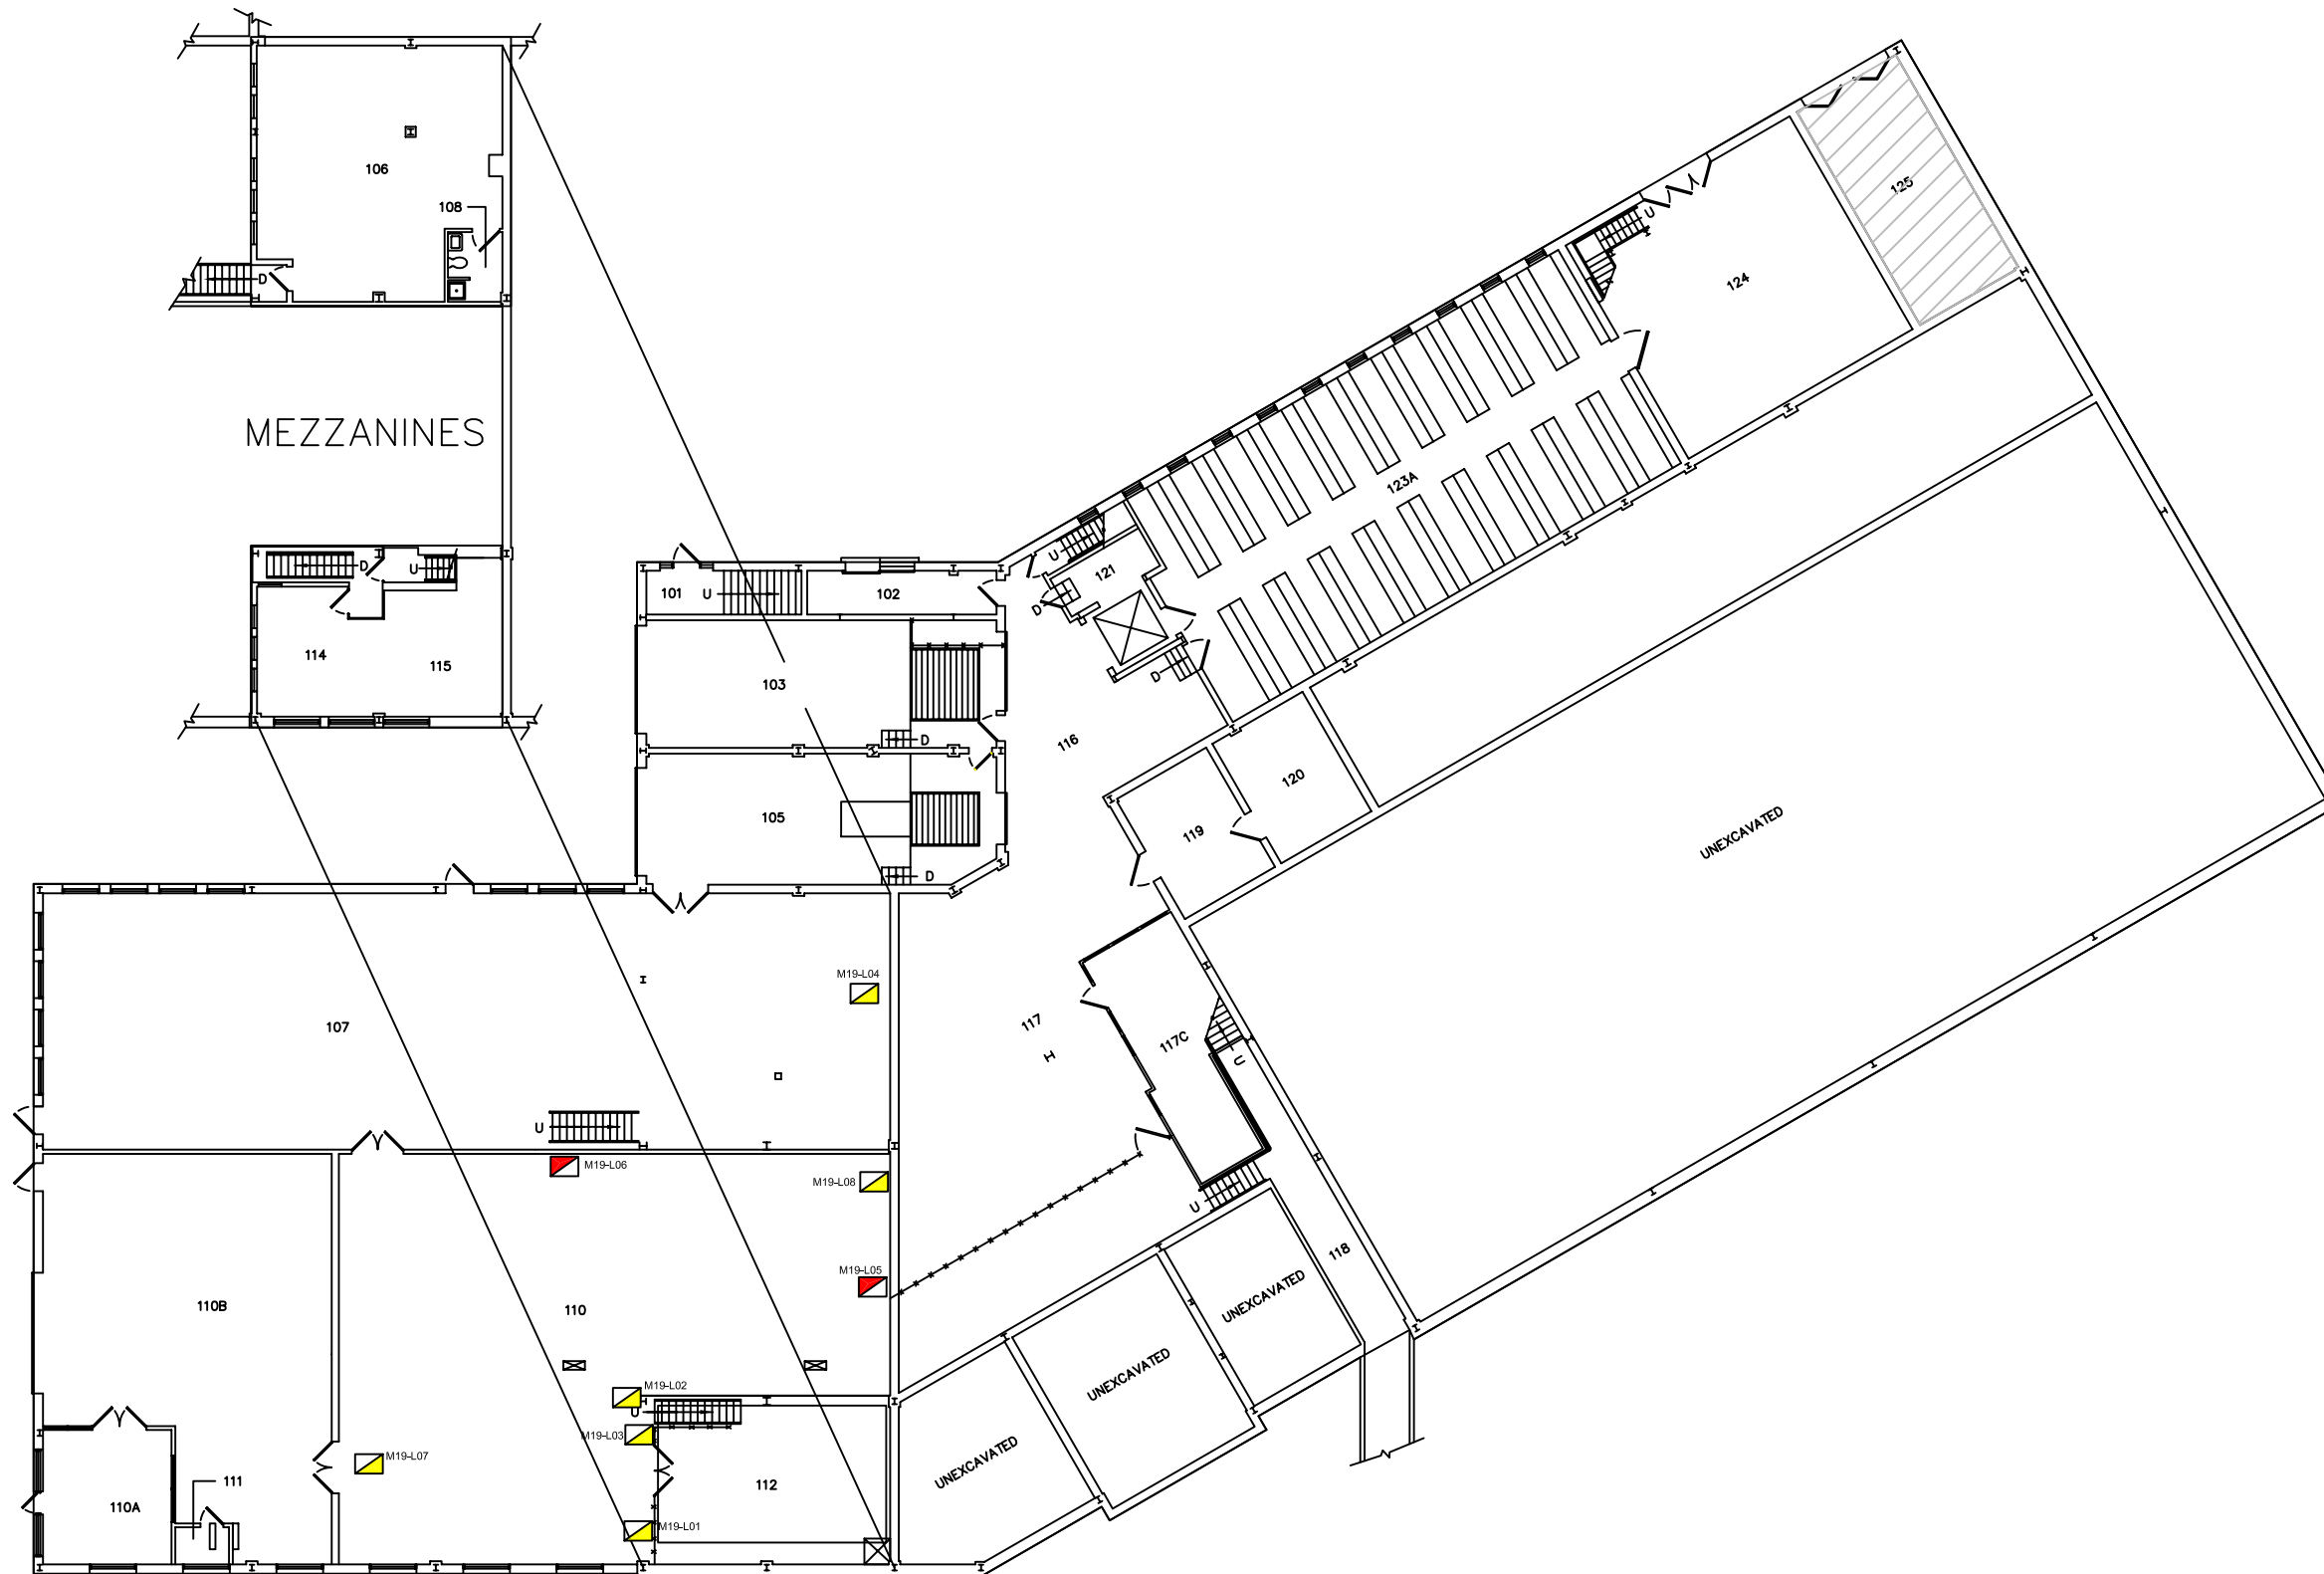 106
125
108
U
124
D
MEZZANINES
123A
U
D
U
121
101
U
102
D
114
115
103
D
D
116
120
105
119
UNEXCAVATED
D
M19-L04
107
117
117C
U
U
M19-L06
M19-L08
U
118
M19-L05
UNEXCAVATED
110B
110
M19-L02
UNEXCAVATED
U
M19-L03
M19-L07
UNEXCAVATED
111
112
110A
M19-L01